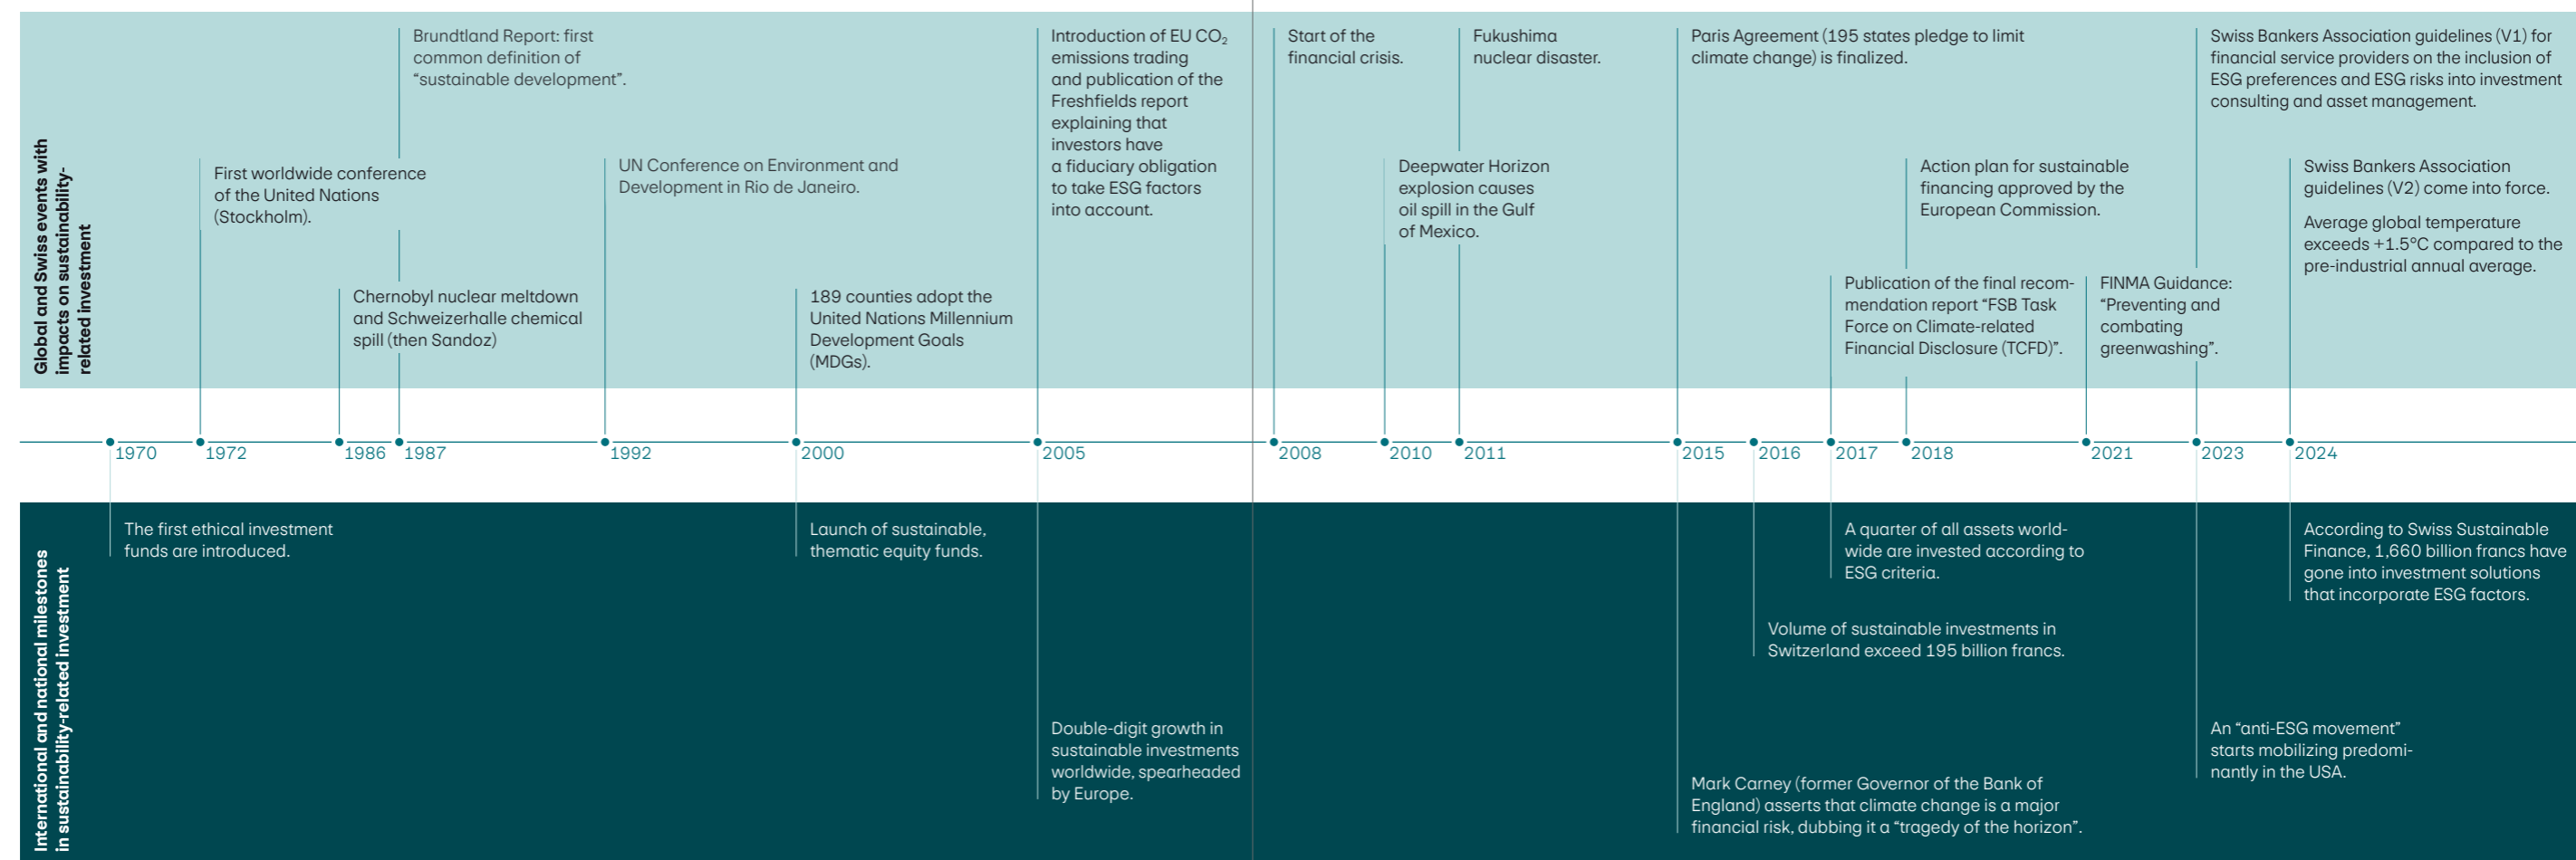 Global and Swiss events with
impacts on sustainability-
related investment
Brundtland Report: first
common definition of
“sustainable development”.
First worldwide conference
of the United Nations
(Stockholm).
Chernobyl nuclear meltdown
and Schweizerhalle chemical
spill (then Sandoz)
UN Conference on Environment and
Development in Rio de Janeiro.
189 counties adopt the
United Nations Millennium
Development Goals
(MDGs).
Introduction of EU CO₂
emissions trading
and publication of the
Freshfields report
explaining that
investors have
a fiduciary obligation
to take ESG factors
into account.
Start of the
financial crisis.
Fukushima
nuclear disaster.
Deepwater Horizon
explosion causes
oil spill in the Gulf
of Mexico.
Paris Agreement (195 states pledge to limit
climate change) is finalized.
Action plan for sustainable
financing approved by the
European Commission.
Publication of the final recom-
mendation report “FSB Task
Force on Climate-related
Financial Disclosure (TCFD)”.
FINMA Guidance:
“Preventing and
combating
greenwashing”.
Swiss Bankers Association guidelines (V1) for
financial service providers on the inclusion of
ESG preferences and ESG risks into investment
consulting and asset management.
Swiss Bankers Association
guidelines (V2) come into force.
Average global temperature
exceeds +1.5°C compared to the
pre-industrial annual average.
1970 1972 1986 1987 1992 2000 2005 2008 2010 2011 2015 2016 2017 2018 2021 2023 2024
International and national milestones
in sustainability-related investment
The first ethical investment
funds are introduced.
Launch of sustainable,
thematic equity funds.
Double-digit growth in
sustainable investments
worldwide, spearheaded
by Europe.
Mark Carney (former Governor of the Bank of
England) asserts that climate change is a major
financial risk, dubbing it a “tragedy of the horizon”.
Volume of sustainable investments in
Switzerland exceed 195 billion francs.
A quarter of all assets world-
wide are invested according to
ESG criteria.
An “anti-ESG movement”
starts mobilizing predomi-
nantly in the USA.
According to Swiss Sustainable
Finance, 1,660 billion francs have
gone into investment solutions
that incorporate ESG factors.